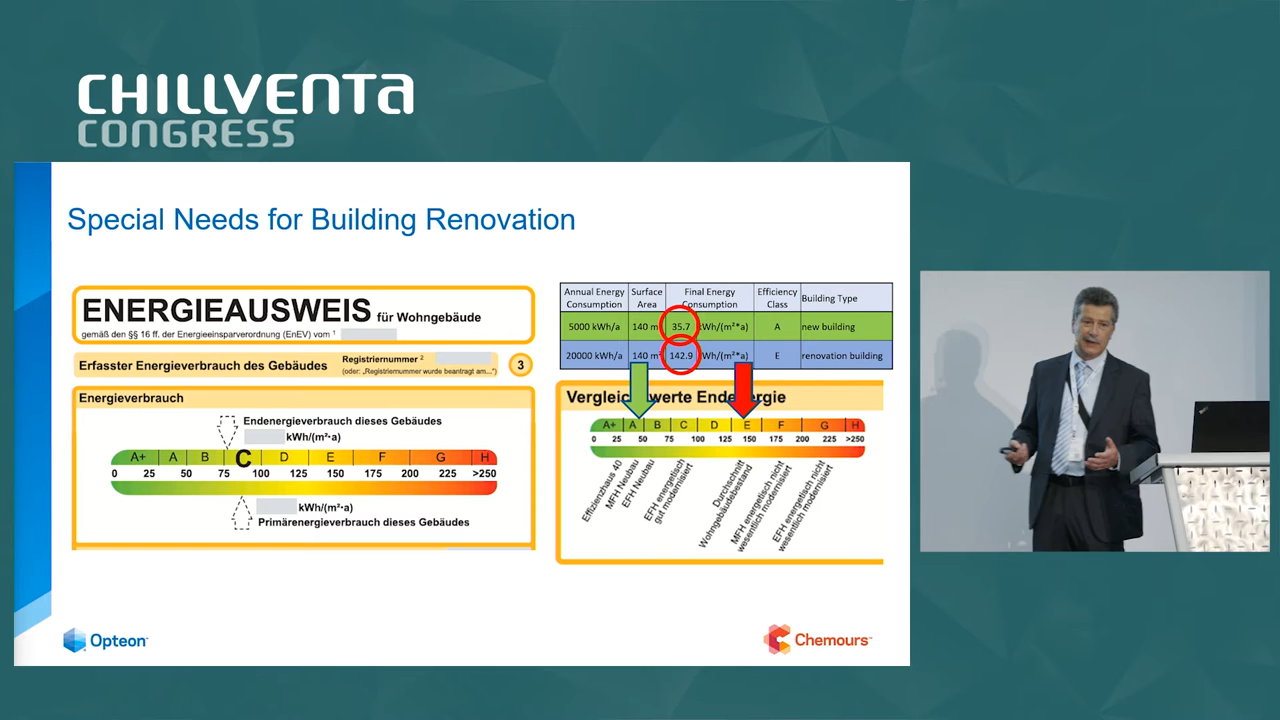 CHILLVENTA
CONGRESS
Special Needs for Building Renovation
ENERGIEAUSWEIS für Wohngebäude
gemäß den §§ 16 ff. der Energieeinsparverordnung (EnEV) vom ¹
Erfasster Energieverbrauch des Gebäudes
Registriernummer ²
(oder: „Registriernummer wurde beantragt am...")
3
Energieverbrauch
Endenergieverbrauch dieses Gebäudes
kWh/(m²·a)
A+ A B C D E F G H
0 25 50 75 100 125 150 175 200 225 >250
kWh/(m²·a)
Primärenergieverbrauch dieses Gebäudes
Annual Energy Consumption Surface Area Final Energy Consumption Efficiency Class Building Type
5000 kWh/a 140 m 35.7 kWh/(m²*a) A new building
20000 kWh/a 140 m² 142.9 kWh/(m²*a) E renovation building
Vergleichswerte Endenergie
A+ A B C D E F G H
0 25 50 75 100 125 150 175 200 225 >250
Effizienzhaus 40
MFH Neubau
EFH Neubau
EFH energetisch
gut modernisiert
Durchschnitt
Wohngebäudebestand
MFH energetisch nicht
wesentlich modernisiert
EFH energetisch nicht
wesentlich modernisiert
Opteon™
Chemours™